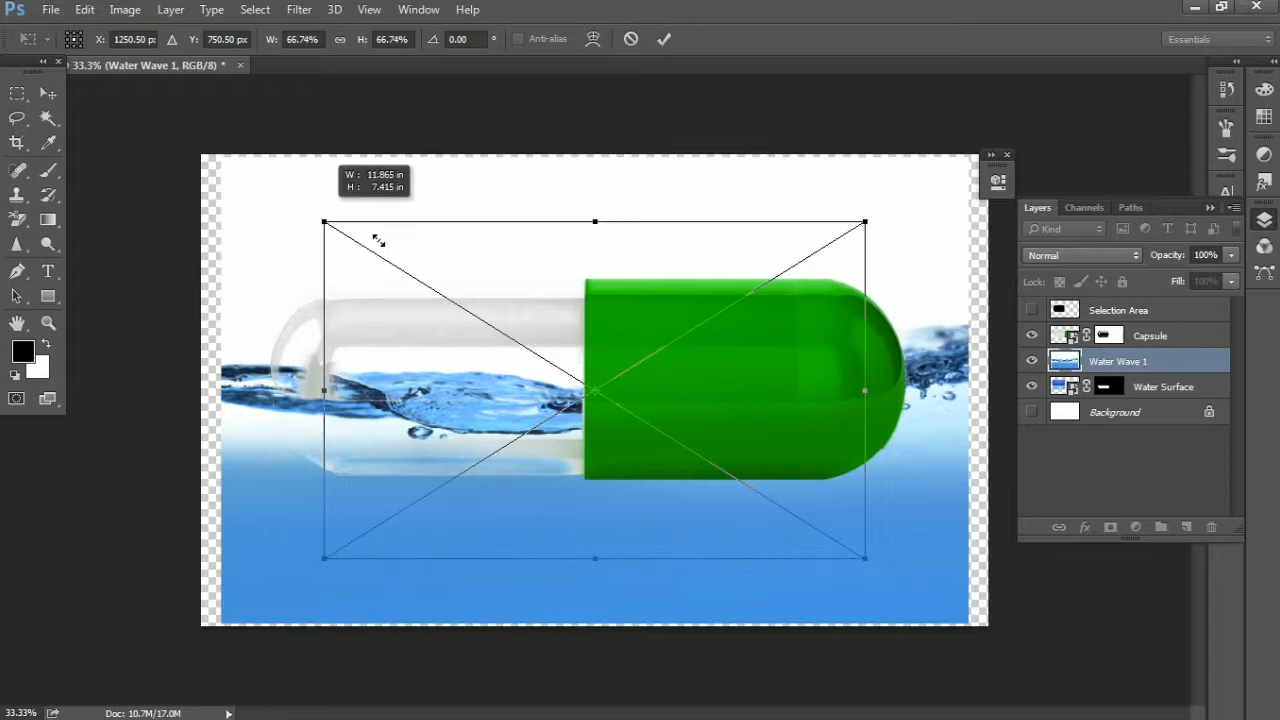 Ps File Edit Image Layer Type Select Filter 3D View Window Help
X: 1250.50 px Y: 750.50 px W: 66.74% H: 66.74% 0.00 ° Anti-alias Essentials
33.3% (Water Wave 1, RGB/8) * ×
W : 11.865 in
H : 7.415 in
Layers Channels Paths
Kind
Normal Opacity: 100%
Lock: Fill: 100%
Selection Area
Capsule
Water Wave 1
Water Surface
Background
33.33% Doc: 10.7M/17.0M